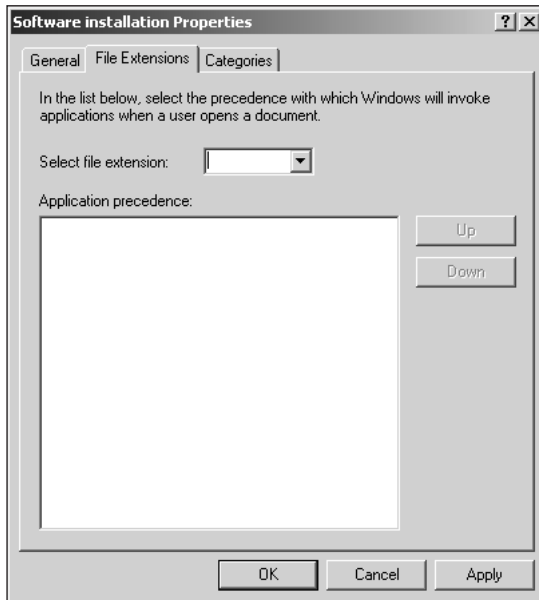 Software installation Properties
General File Extensions Categories
In the list below, select the precedence with which Windows will invoke
applications when a user opens a document.
Select file extension:
Application precedence:
Up
Down
OK Cancel Apply